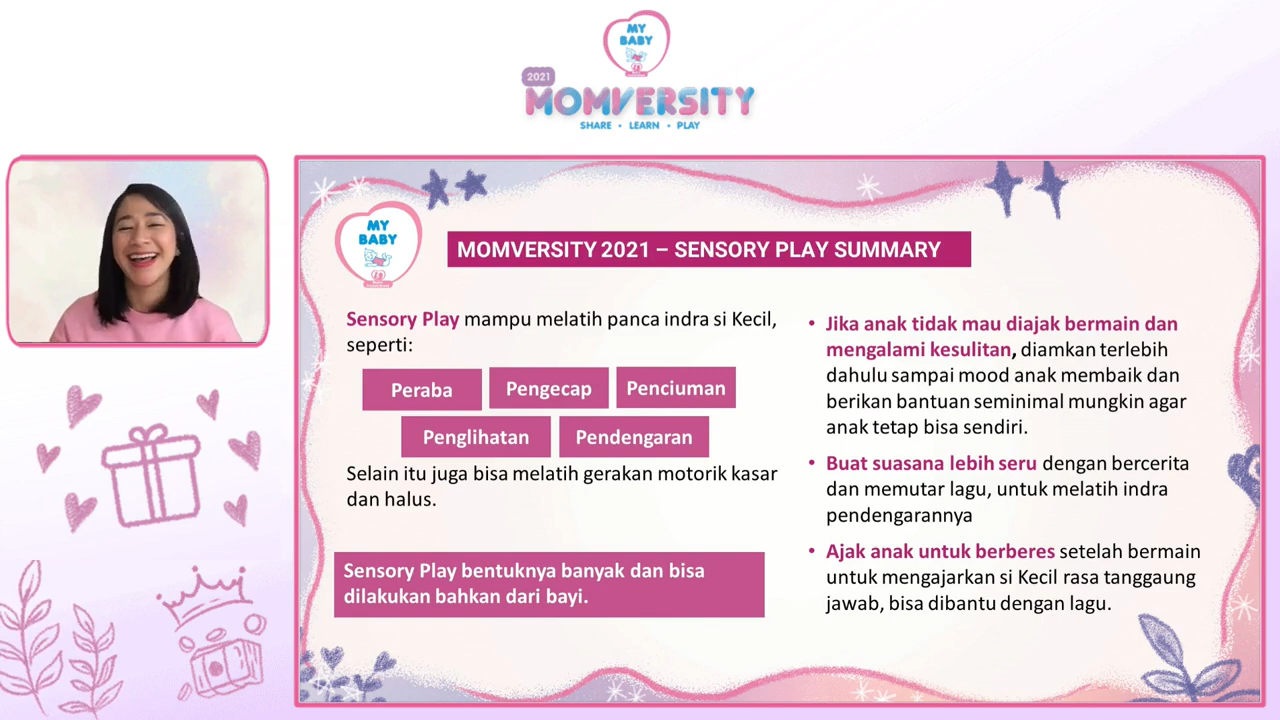 MY
BABY
2021
MOMVERSITY
SHARE • LEARN • PLAY
MY
BABY
MOMVERSITY 2021 – SENSORY PLAY SUMMARY
Sensory Play mampu melatih panca indra si Kecil,
seperti:
Peraba
Pengecap
Penciuman
Penglihatan
Pendengaran
Selain itu juga bisa melatih gerakan motorik kasar
dan halus.
Sensory Play bentuknya banyak dan bisa
dilakukan bahkan dari bayi.
• Jika anak tidak mau diajak bermain dan
mengalami kesulitan, diamkan terlebih
dahulu sampai mood anak membaik dan
berikan bantuan seminimal mungkin agar
anak tetap bisa sendiri.
• Buat suasana lebih seru dengan bercerita
dan memutar lagu, untuk melatih indra
pendengarannya
• Ajak anak untuk berberes setelah bermain
untuk mengajarkan si Kecil rasa tanggaung
jawab, bisa dibantu dengan lagu.